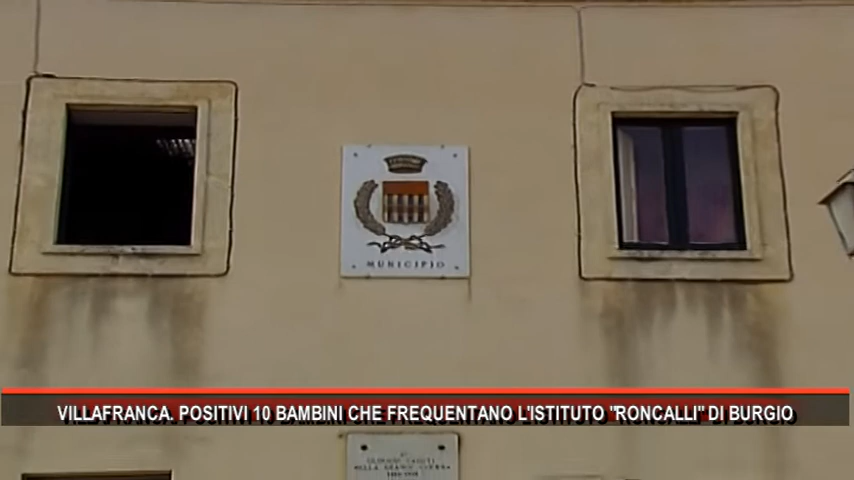 MUNICIPIO
VILLAFRANCA. POSITIVI 10 BAMBINI CHE FREQUENTANO L'ISTITUTO "RONCALLI" DI BURGIO